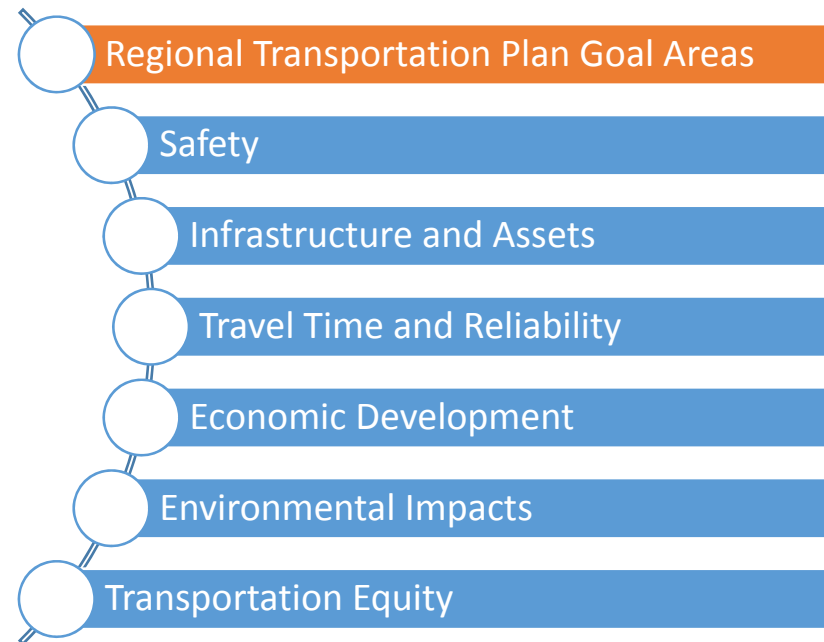 Regional Transportation Plan Goal Areas
Safety
Infrastructure and Assets
Travel Time and Reliability
Economic Development
Environmental Impacts
Transportation Equity